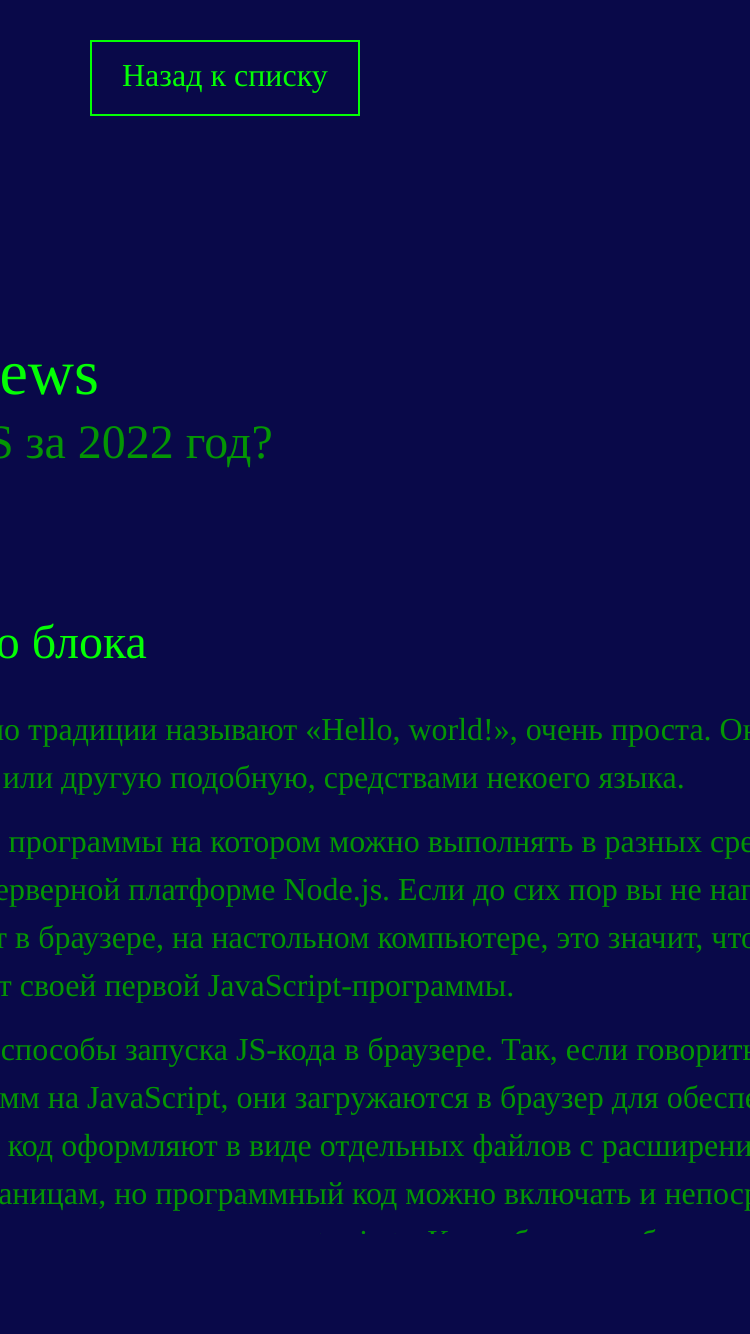 Назад к списку
ews
за 2022 год?
о блока
по традиции называют «Hello, world!», очень проста.
или другую подобную, средствами некоего языка.
программы на котором можно выполнять в разных сре
ерверной платформе Node.js. Если до сих пор вы не
т в браузере, на настольном компьютере, это значит, что
т своей первой JavaScript-программы.
способы запуска JS-кода в браузере. Так, если говорить
мм на JavaScript, они загружаются в браузер для обеспе
код оформляют в виде отдельных файлов с расширени
аницам, но программный код можно включать и непоср